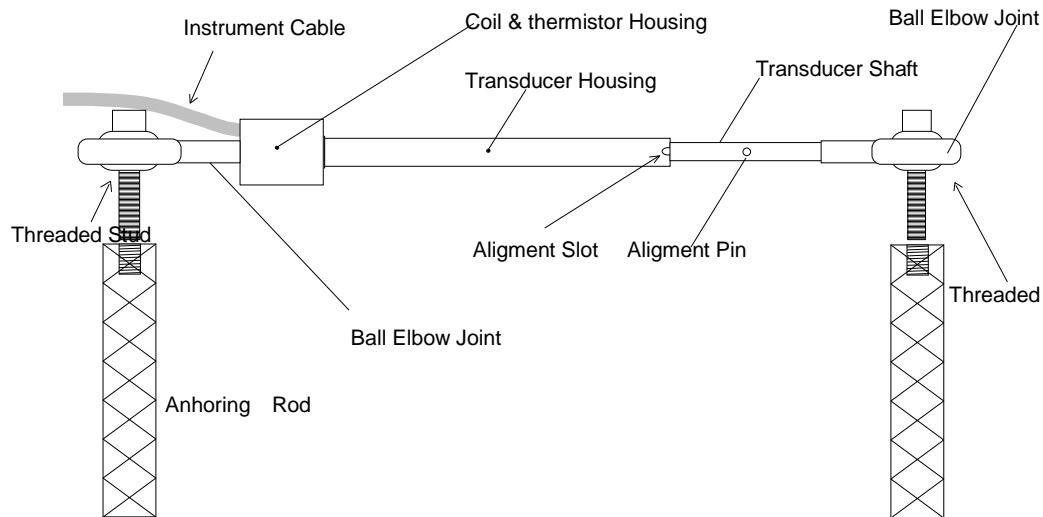 Ball Elbow Joint
Coil & thermistor Housing
Instrument Cable
Transducer Shaft
Transducer Housing
Threaded Stud
Aligment Slot
Aligment Pin
Threaded
Ball Elbow Joint
Anhoring Rod